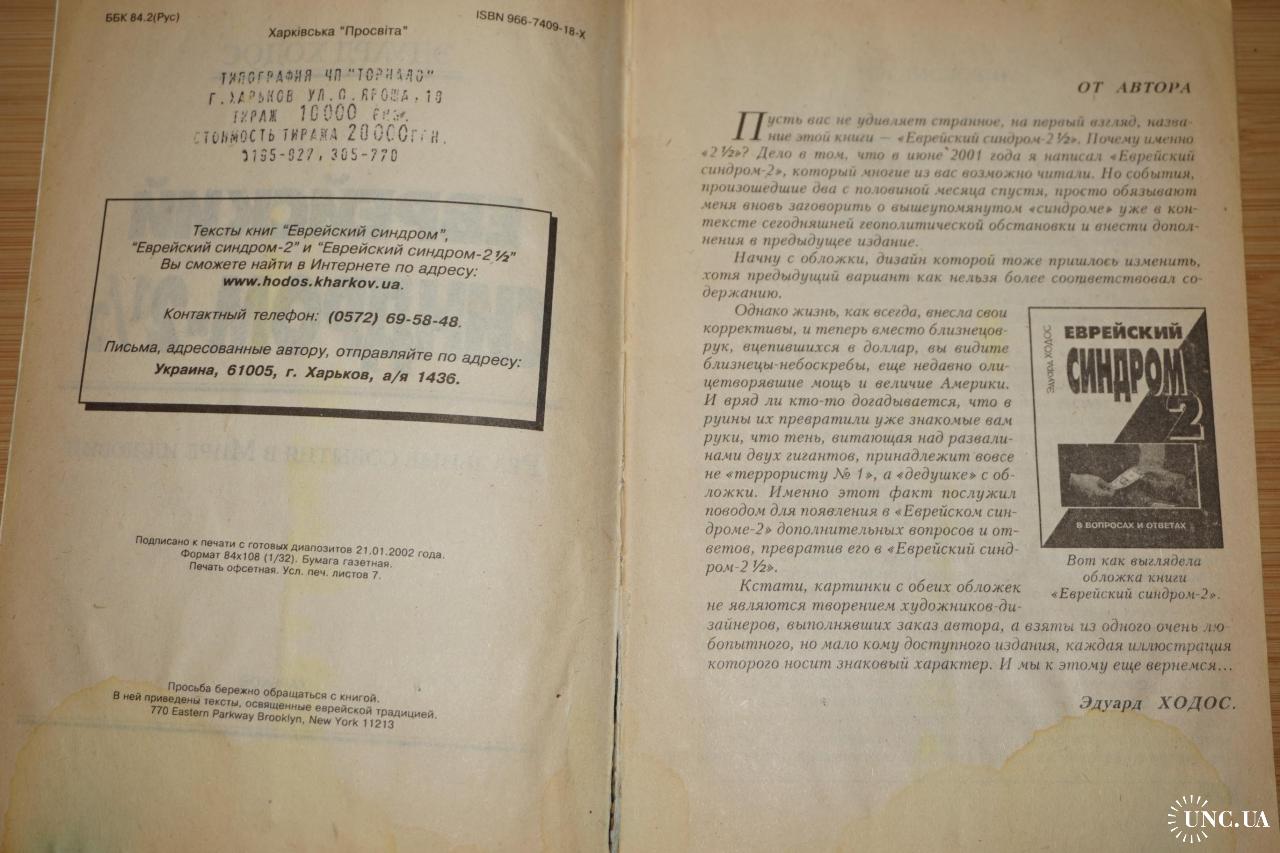 ББК 84.2(Рус)
ISBN 966-7409-18-X
Харківська "Просвіта"
ТИПОГРАФИЯ ЧП "ТОРНАДО"
Г.ХАРЬКОВ УЛ.О.ЯРОША,18
ТИРАЖ 10000 ЕКЗ.
СТОИМОСТЬ ТИРАЖА 20000ГРН.
3195-027, 305-770
Тексты книг "Еврейский синдром",
"Еврейский синдром-2" и "Еврейский синдром-2 ½"
Вы сможете найти в Интернете по адресу:
www.hodos.kharkov.ua.
Контактный телефон: (0572) 69-58-48.
Письма, адресованные автору, отправляйте по адресу:
Украина, 61005, г. Харьков, а/я 1436.
Подписано к печати с готовых диапозитов 21.01.2002 года.
Формат 84х108 (1/32). Бумага газетная.
Печать офсетная. Усл. печ. листов 7.
Просьба бережно обращаться с книгой.
В ней приведены тексты, освященные еврейской традицией.
770 Eastern Parkway Brooklyn, New York 11213
ОТ АВТОРА
Пусть вас не удивляет странное, на первый взгляд, назва-
ние этой книги — «Еврейский синдром-2 ½». Почему именно
«2 ½»? Дело в том, что в июне 2001 года я написал «Еврейский
синдром-2», который многие из вас возможно читали. Но события,
произошедшие два с половиной месяца спустя, просто обязывают
меня вновь заговорить о вышеупомянутом «синдроме» уже в кон-
тексте сегодняшней геополитической обстановки и внести допол-
нения в предыдущее издание.
Начну с обложки, дизайн которой тоже пришлось изменить,
хотя предыдущий вариант как нельзя более соответствовал со-
держанию.
Однако жизнь, как всегда, внесла свои
коррективы, и теперь вместо близнецов-
рук, вцепившихся в доллар, вы видите
близнецы-небоскребы, еще недавно оли-
цетворявшие мощь и величие Америки.
И вряд ли кто-то догадывается, что в
руины их превратили уже знакомые вам
руки, что тень, витающая над развали-
нами двух гигантов, принадлежит вовсе
не «террористу № 1», а «дедушке» с об-
ложки. Именно этот факт послужил
поводом для появления в «Еврейском син-
дроме-2» дополнительных вопросов и от-
ветов, превратив его в «Еврейский синд-
ром-2 ½».
Эдуард ХОДОС
ЕВРЕЙСКИЙ
СИНДРОМ
2
В ВОПРОСАХ И ОТВЕТАХ
Вот как выглядела
обложка книги
«Еврейский синдром-2».
Кстати, картинки с обеих обложек
не являются творением художников-ди-
зайнеров, выполнявших заказ автора, а взяты из одного очень лю-
бопытного, но мало кому доступного издания, каждая иллюстрация
которого носит знаковый характер. И мы к этому еще вернемся...
Эдуард ХОДОС.
UNC.UA